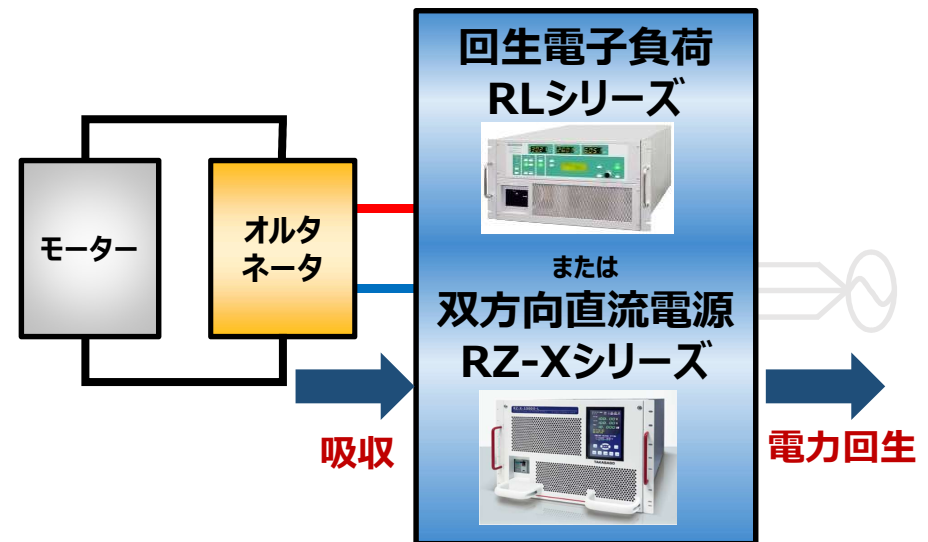 回生電子負荷
RLシリーズ
モーター
オルタ
ネータ
または
双方向直流電源
RZ-Xシリーズ
TAKASAGO
吸収
電力回生